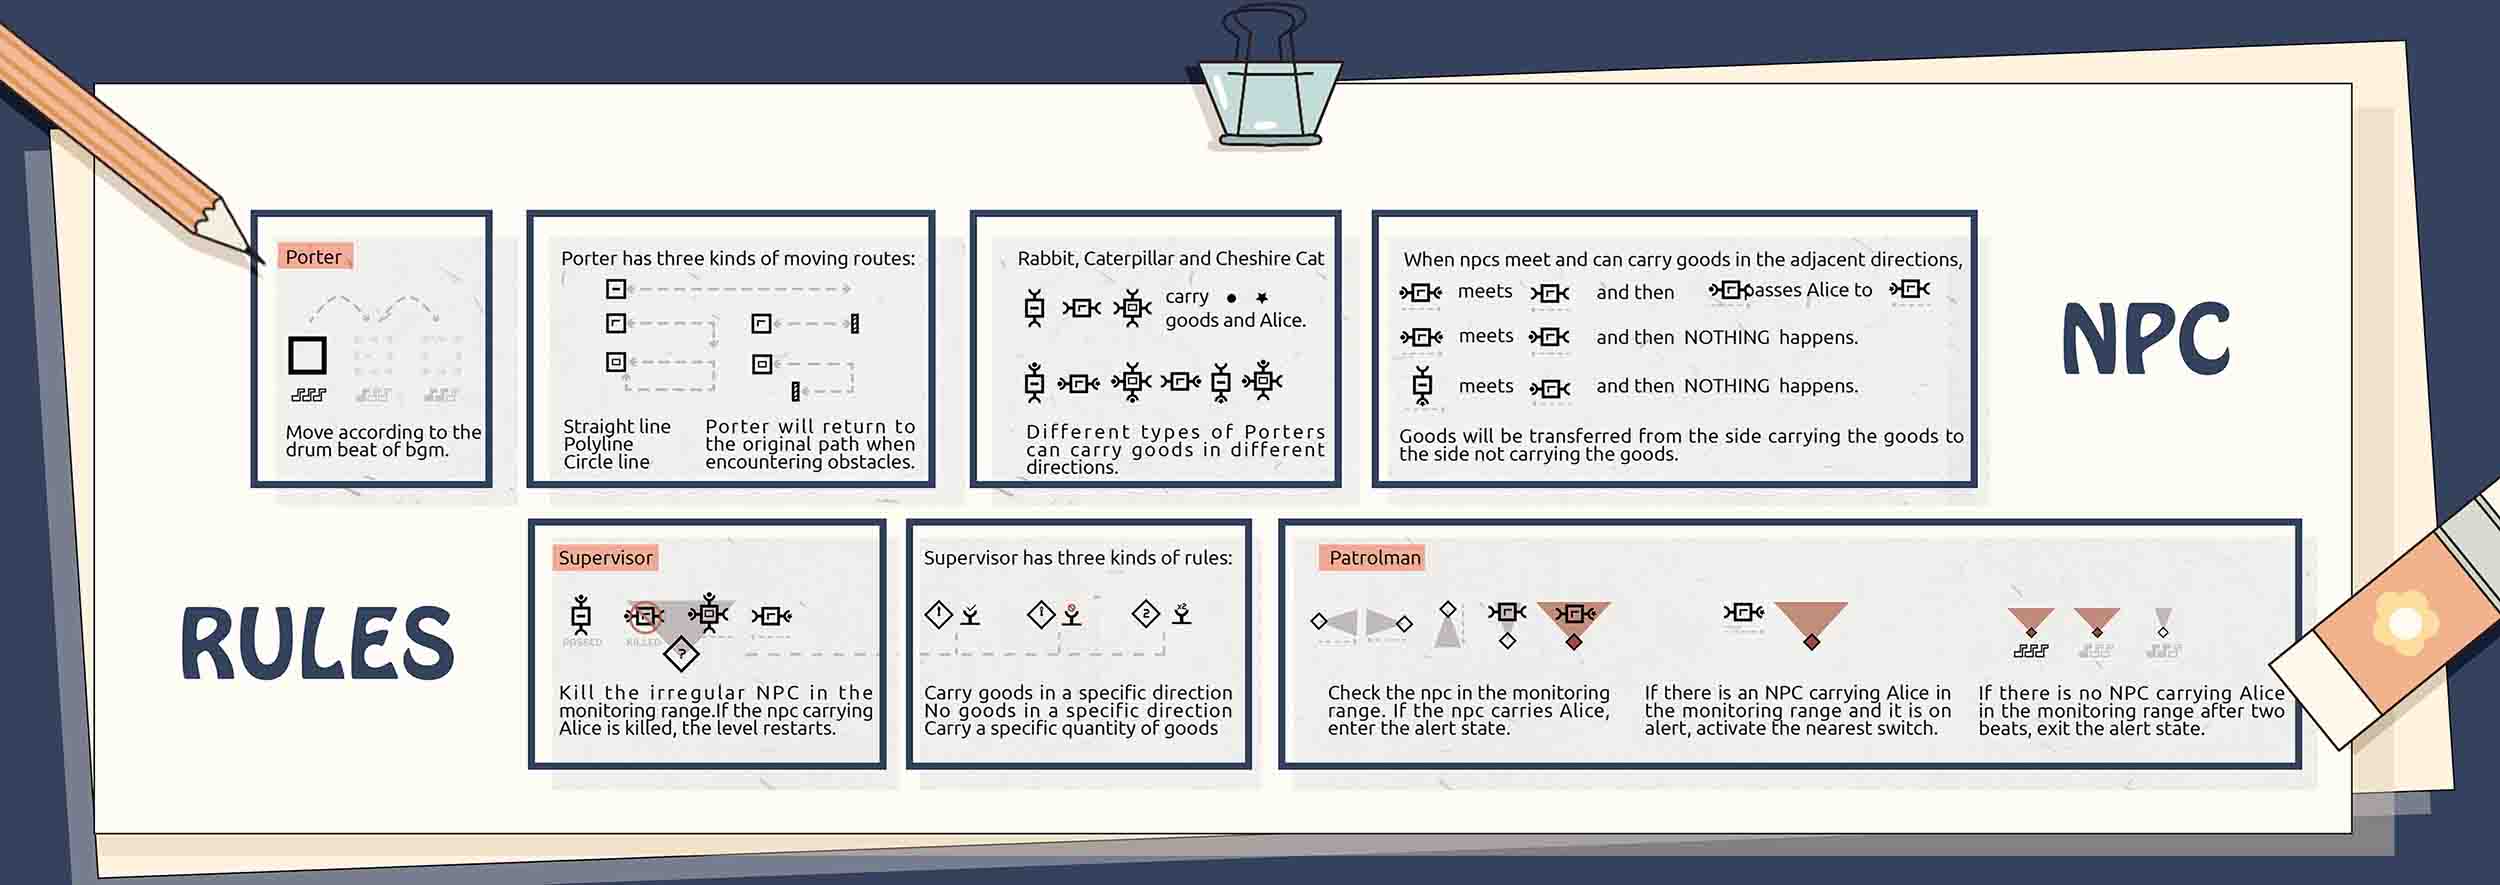 Porter
Move according to the
drum beat of bgm.
Porter has three kinds of moving routes:
Straight line
Polyline
Circle line
Porter will return to
the original path when
encountering obstacles.
Rabbit, Caterpillar and Cheshire Cat
carry
goods and Alice.
Different types of Porters
can carry goods in different
directions.
When npcs meet and can carry goods in the adjacent directions,
meets and then passes Alice to
meets and then NOTHING happens.
meets and then NOTHING happens.
Goods will be transferred from the side carrying the goods to
the side not carrying the goods.
NPC
RULES
Supervisor
PASSED KILLED
?
Kill the irregular NPC in the
monitoring range.If the npc carrying
Alice is killed, the level restarts.
Supervisor has three kinds of rules:
1 1 2 x2
Carry goods in a specific direction
No goods in a specific direction
Carry a specific quantity of goods
Patrolman
Check the npc in the monitoring
range. If the npc carries Alice,
enter the alert state.
If there is an NPC carrying Alice in
the monitoring range and it is on
alert, activate the nearest switch.
If there is no NPC carrying Alice
in the monitoring range after two
beats, exit the alert state.